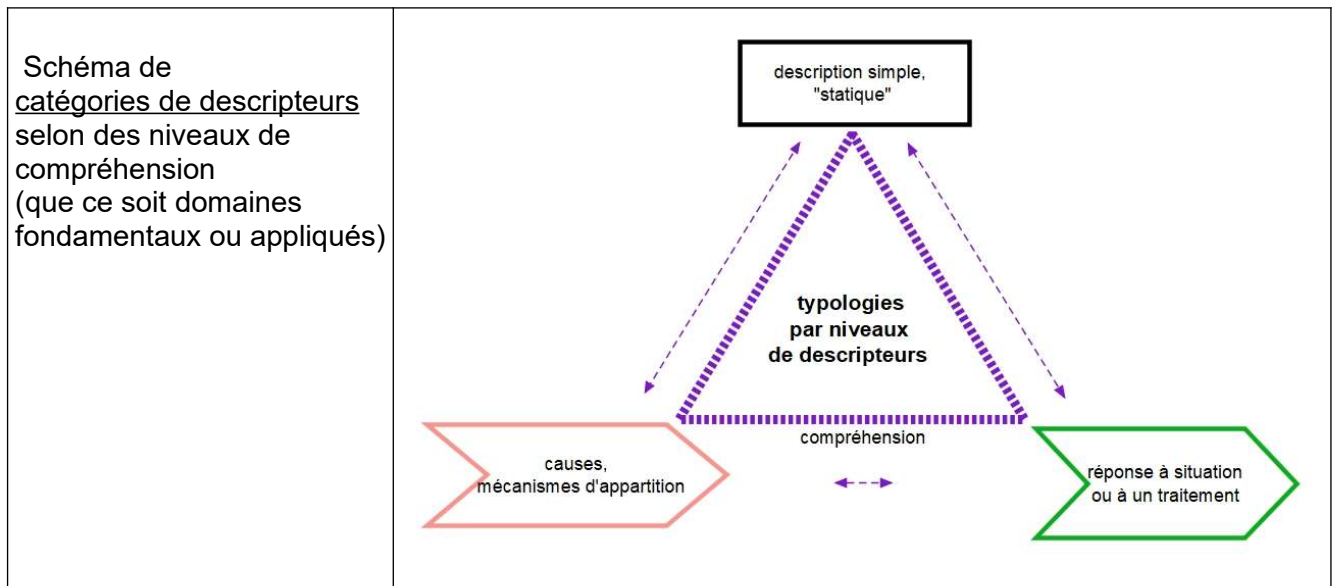 Schéma de
catégories de descripteurs
selon des niveaux de
compréhension
(que ce soit domaines
fondamentaux ou appliqués)
description simple,
"statique"
typologies
par niveaux
de descripteurs
compréhension
causes,
mécanismes d'appartition
réponse à situation
ou à un traitement